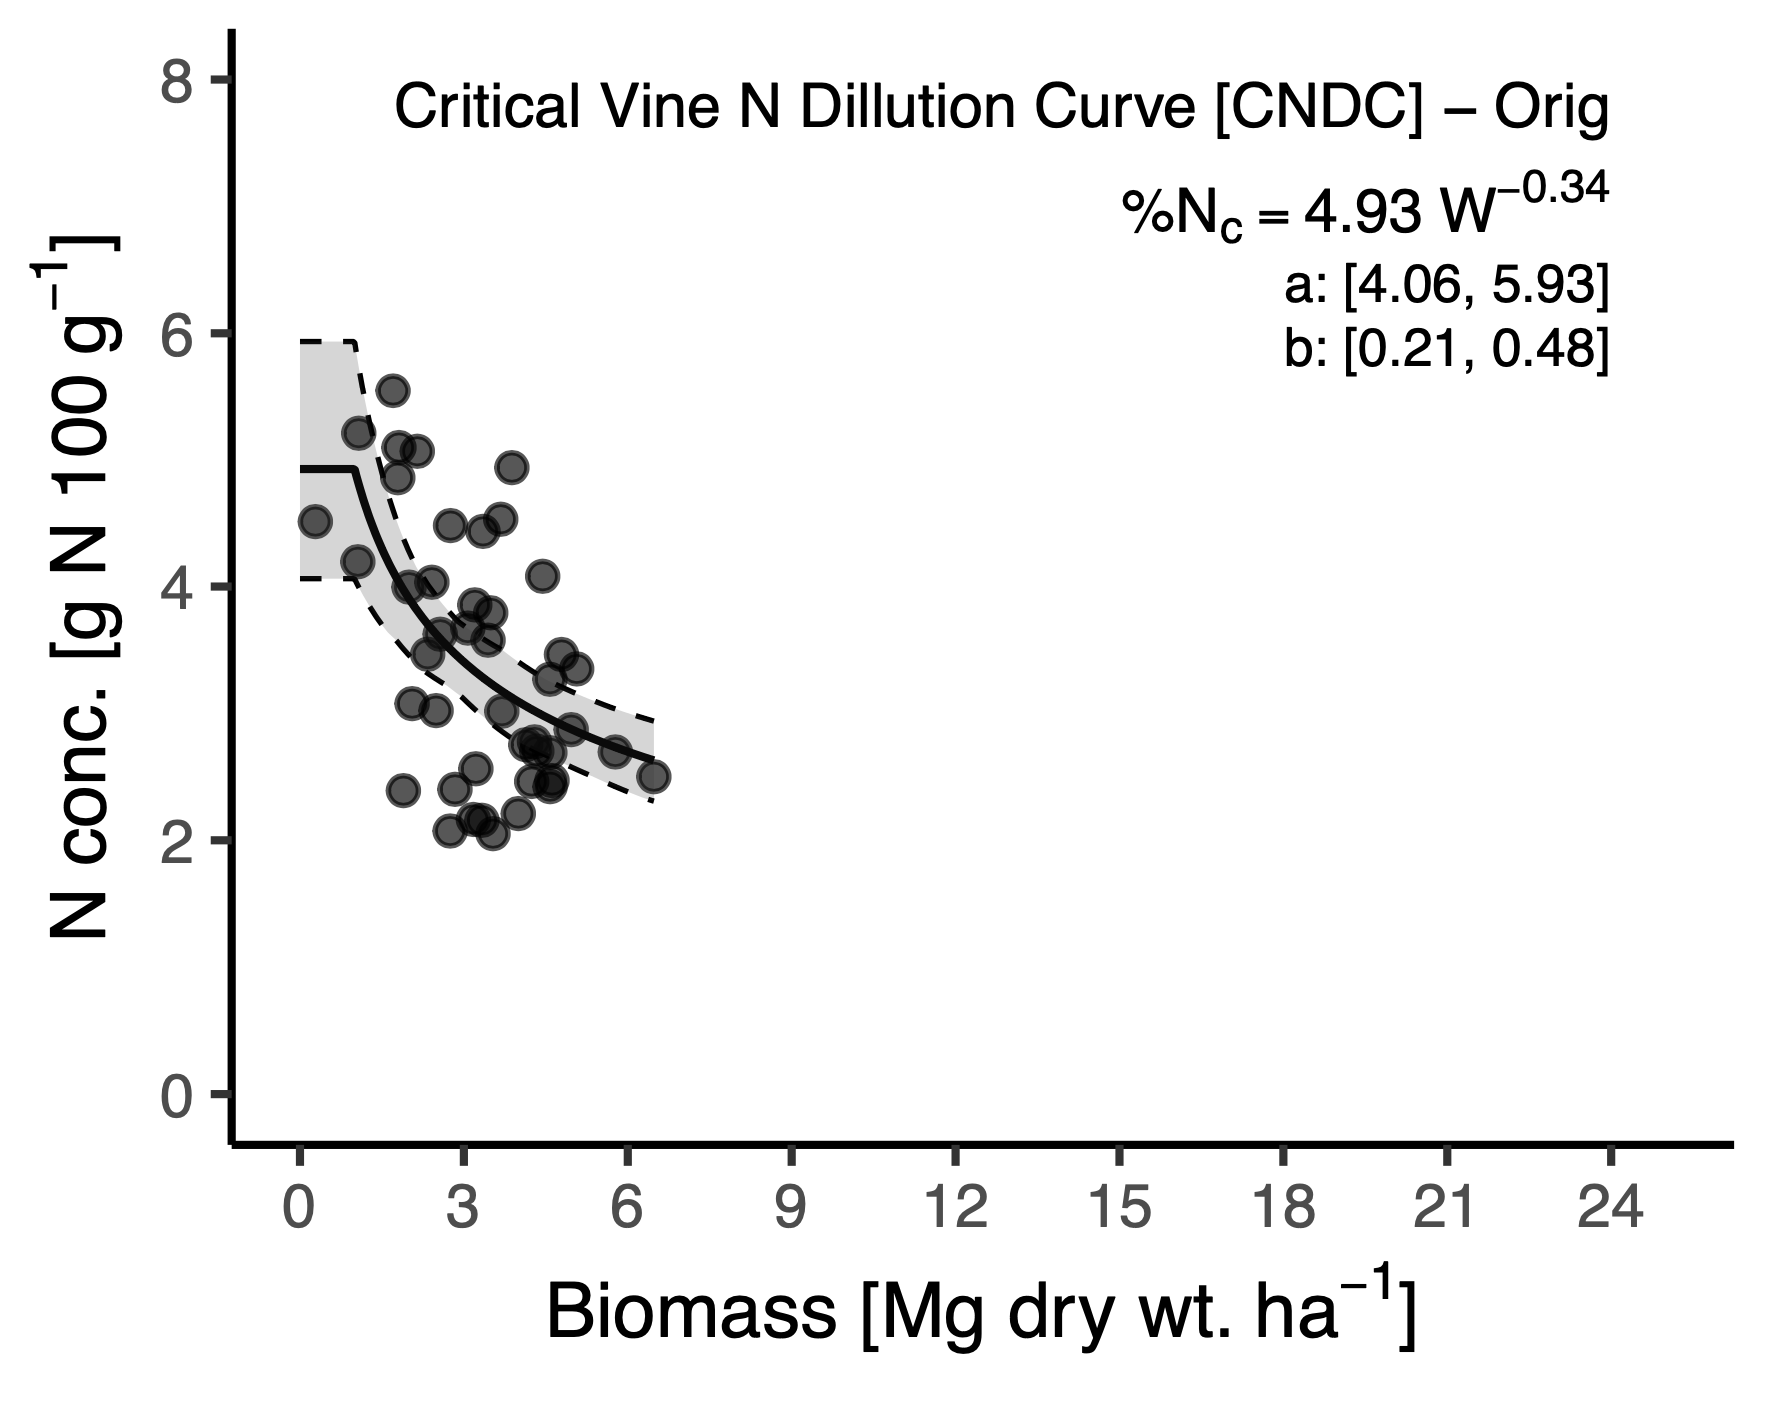 Critical Vine N Dillution Curve [CNDC] – Orig
%Nc = 4.93 W−0.34
a: [4.06, 5.93]
b: [0.21, 0.48]
N conc. [g N 100 g−1]
8
6
4
2
0
0 3 6 9 12 15 18 21 24
Biomass [Mg dry wt. ha−1]